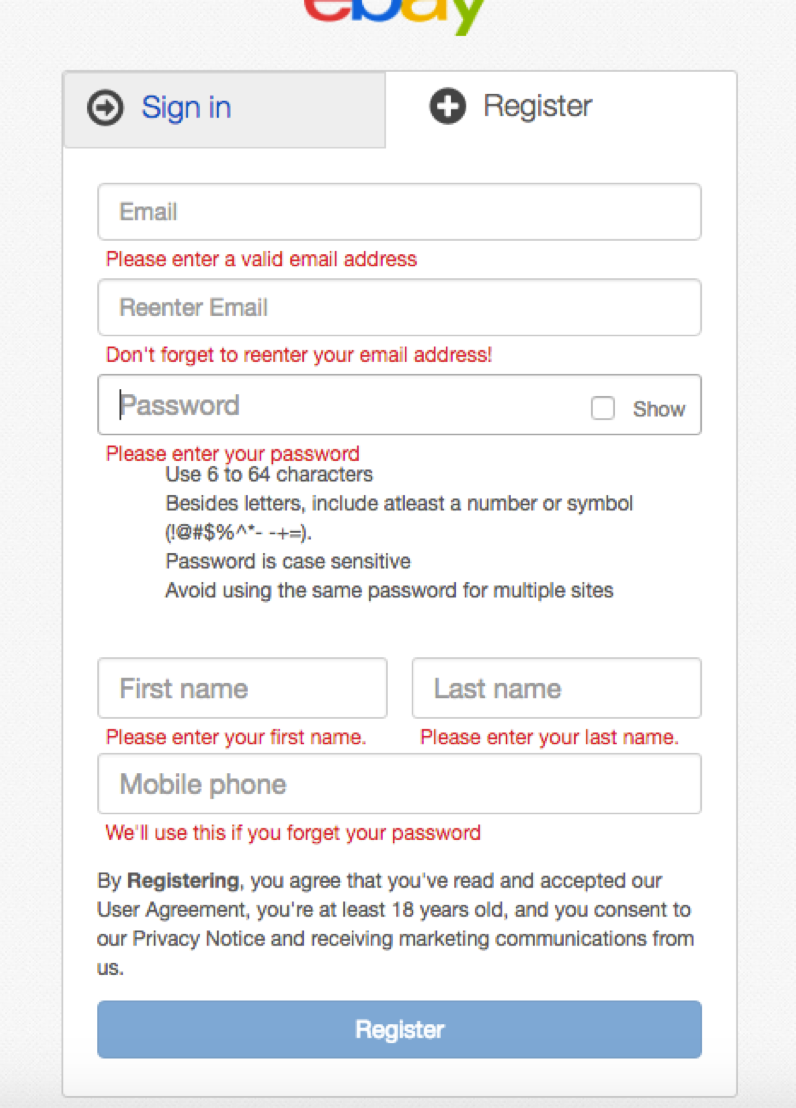 ebay
Sign in
Register
Email
Please enter a valid email address
Reenter Email
Don't forget to reenter your email address!
Password
Show
Please enter your password
Use 6 to 64 characters
Besides letters, include atleast a number or symbol
(!@#$%^*- -+=).
Password is case sensitive
Avoid using the same password for multiple sites
First name
Last name
Please enter your first name.
Please enter your last name.
Mobile phone
We'll use this if you forget your password
By Registering, you agree that you've read and accepted our
User Agreement, you're at least 18 years old, and you consent to
our Privacy Notice and receiving marketing communications from
us.
Register